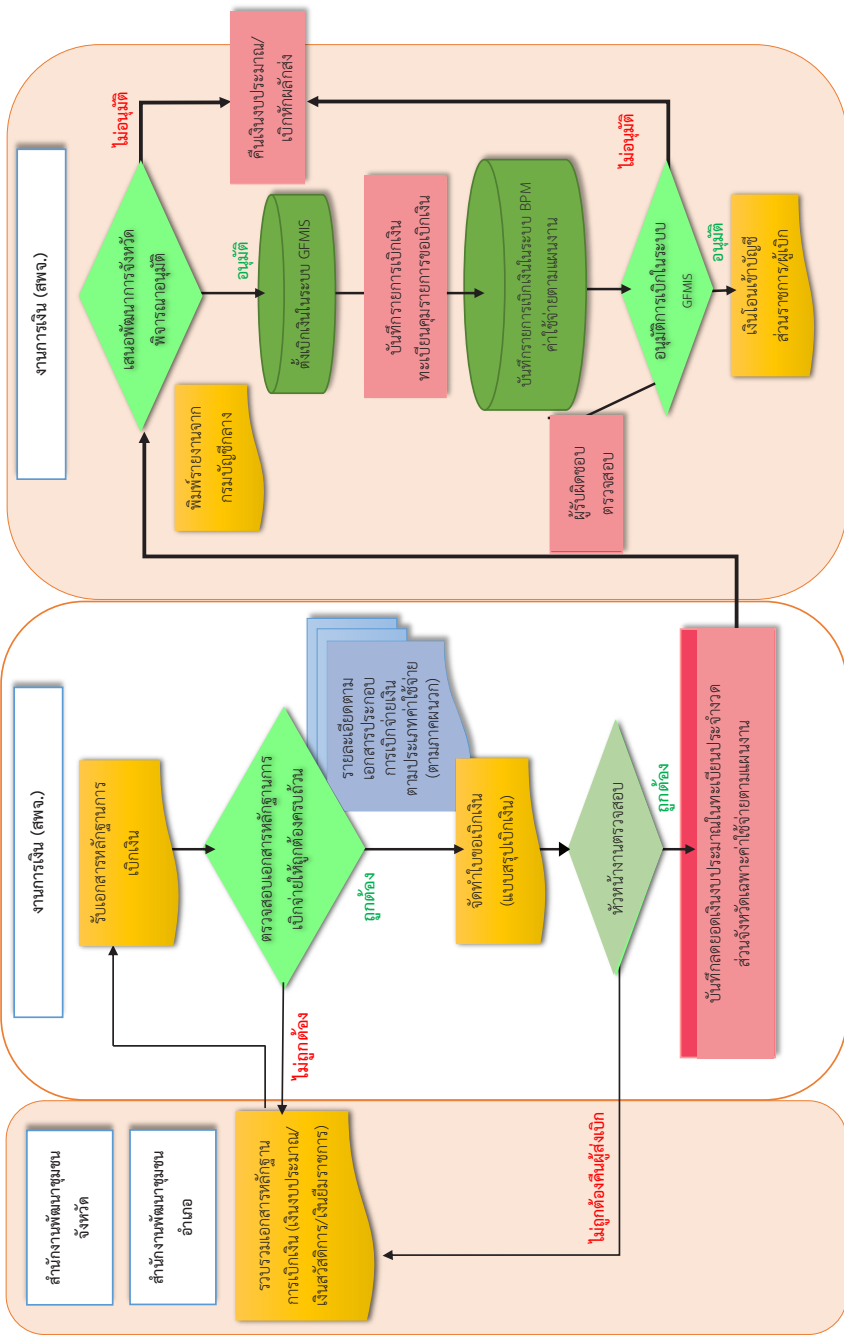 สำนักงานพัฒนาชุมชน
จังหวัด
สำนักงานพัฒนาชุมชน
อำเภอ
รวบรวมเอกสารหลักฐาน
การเบิกเงิน (เงินงบประมาณ/
เงินสวัสดิการ/เงินยืมราชการ)
งานการเงิน (สพจ.)
รับเอกสารหลักฐานการ
เบิกเงิน
ตรวจสอบเอกสารหลักฐานการ
เบิกจ่ายให้ถูกต้องครบถ้วน
ไม่ถูกต้อง
ถูกต้อง
รายละเอียดตาม
เอกสารประกอบ
การเบิกจ่ายเงิน
ตามประเภทค่าใช้จ่าย
(ตามภาคผนวก)
จัดทำใบขอเบิกเงิน
(แบบสรุปเบิกเงิน)
หัวหน้างานตรวจสอบ
ไม่ถูกต้องคืนผู้ส่งเบิก
ถูกต้อง
บันทึกลดยอดเงินงบประมาณในทะเบียนประจำงวด
ส่วนจังหวัดเฉพาะค่าใช้จ่ายตามแผนงาน
งานการเงิน (สพจ.)
เสนอพัฒนาการจังหวัด
พิจารณาอนุมัติ
ไม่อนุมัติ
คืนเงินงบประมาณ/
เบิกหักผลักส่ง
อนุมัติ
พิมพ์รายงานจาก
กรมบัญชีกลาง
ตั้งเบิกเงินในระบบ GFMIS
บันทึกรายการเบิกเงิน
ทะเบียนคุมรายการขอเบิกเงิน
บันทึกรายการเบิกเงินในระบบ BPM
ค่าใช้จ่ายตามแผนงาน
ผู้รับผิดชอบ
ตรวจสอบ
อนุมัติการเบิกในระบบ
GFMIS
ไม่อนุมัติ
อนุมัติ
เงินโอนเข้าบัญชี
ส่วนราชการ/ผู้เบิก